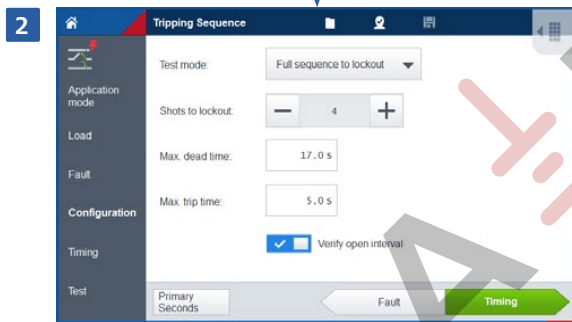 2
Tripping Sequence
Application
mode
Load
Fault
Configuration
Timing
Test
Test mode:
Full sequence to lockout
Shots to lockout:
4
Max. dead time:
17.0 s
Max. trip time:
5.0 s
Verify open interval
Primary
Seconds
Fault
Timing
A